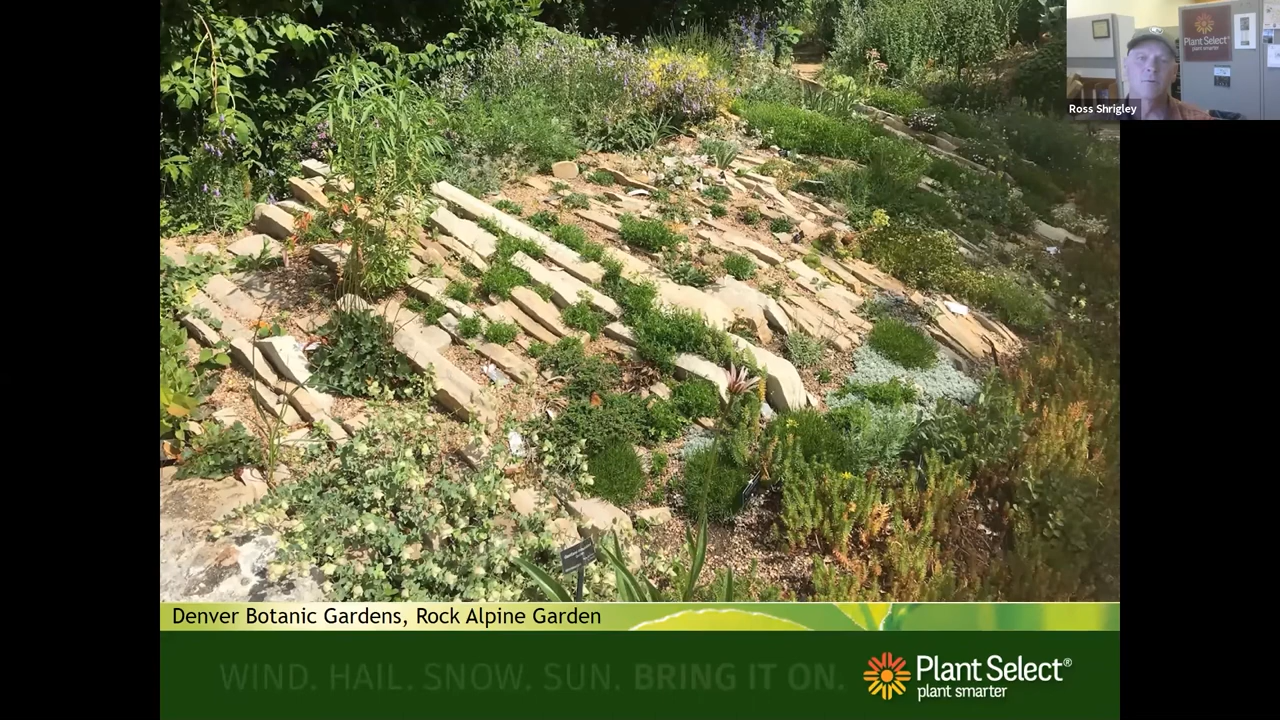 Plant Select
plant smarter
Ross Shrigley
Denver Botanic Gardens, Rock Alpine Garden
WIND. HAIL. SNOW. SUN. BRING IT ON.
Plant Select®
plant smarter